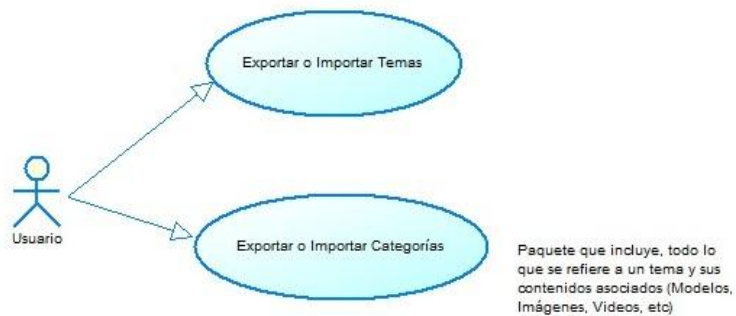 Exportar o Importar Temas
Usuario
Exportar o Importar Categorías
Paquete que incluye, todo lo
que se refiere a un tema y sus
contenidos asociados (Modelos,
Imágenes, Videos, etc)